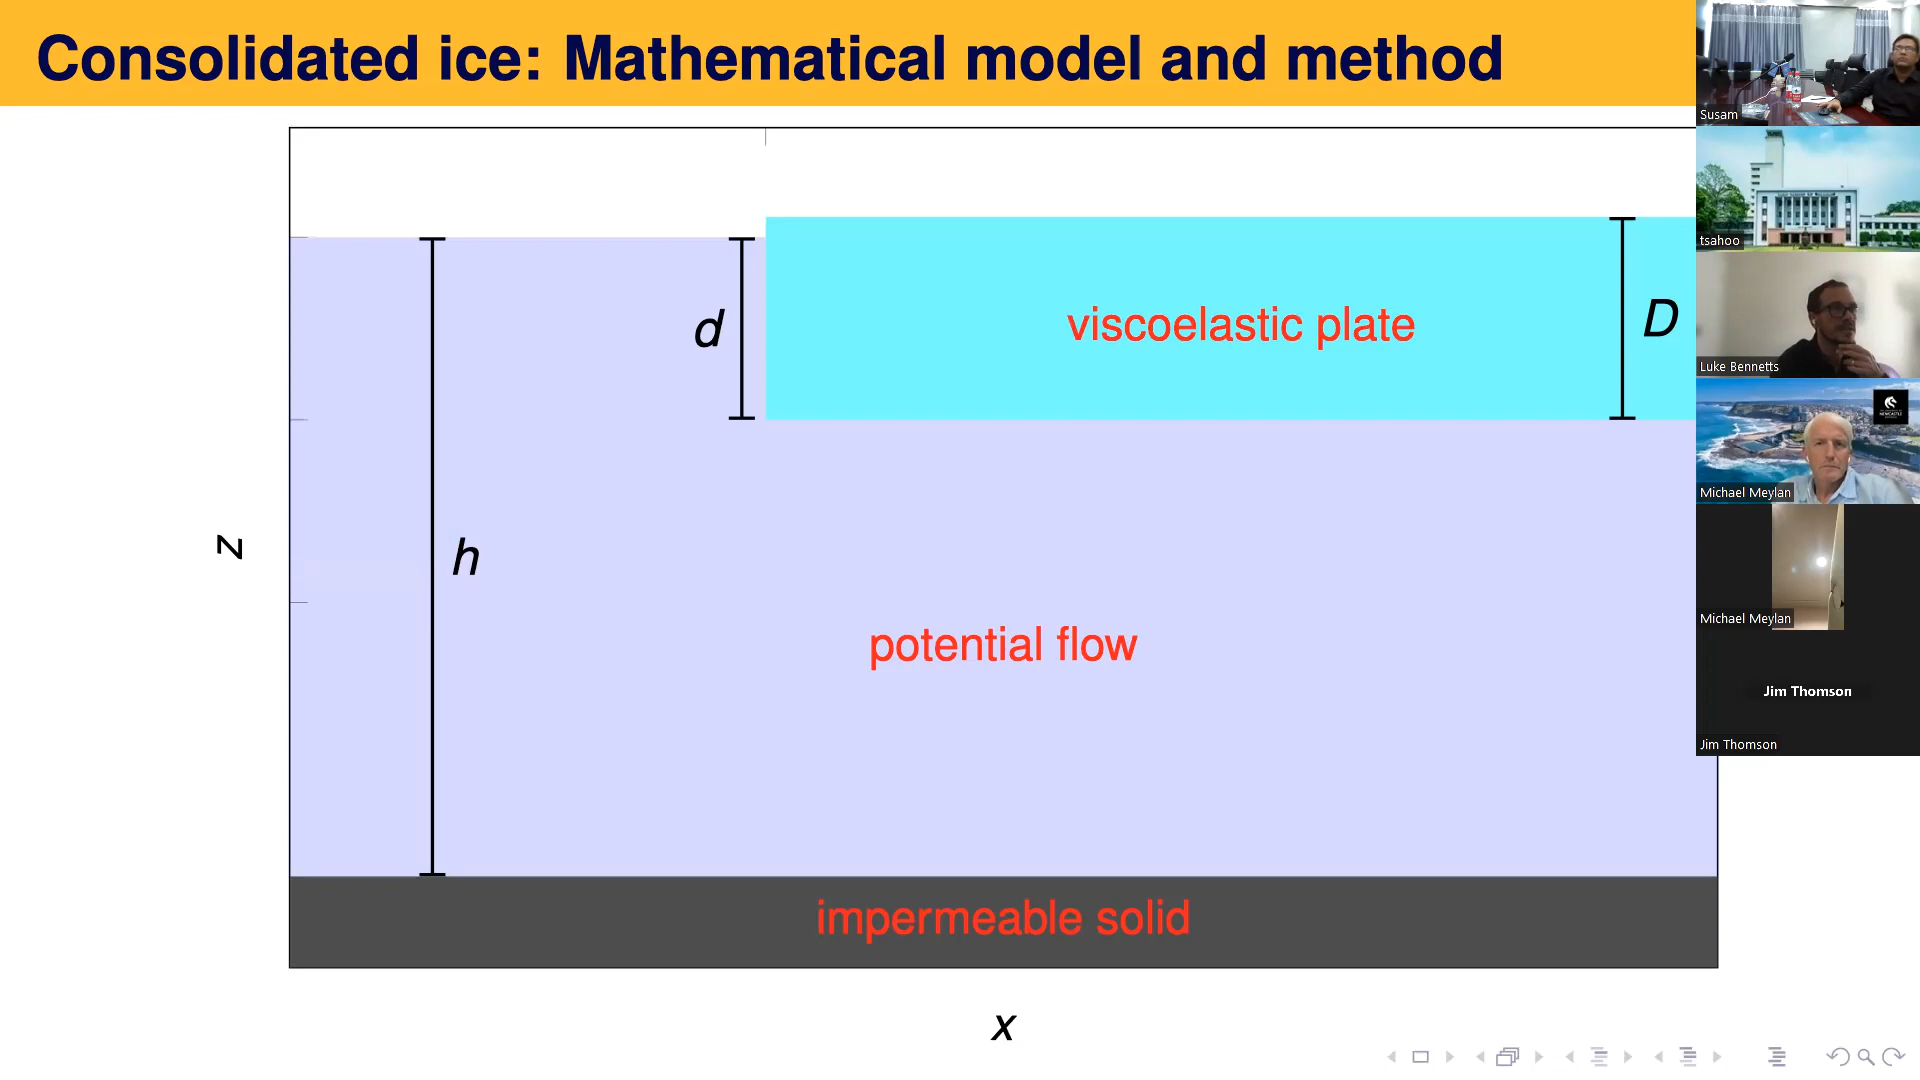 Consolidated ice: Mathematical model and method
Susam
tsahoo
d
viscoelastic plate
D
Luke Bennetts
Michael Meylan
z
h
potential flow
Michael Meylan
Jim Thomson
Jim Thomson
impermeable solid
x